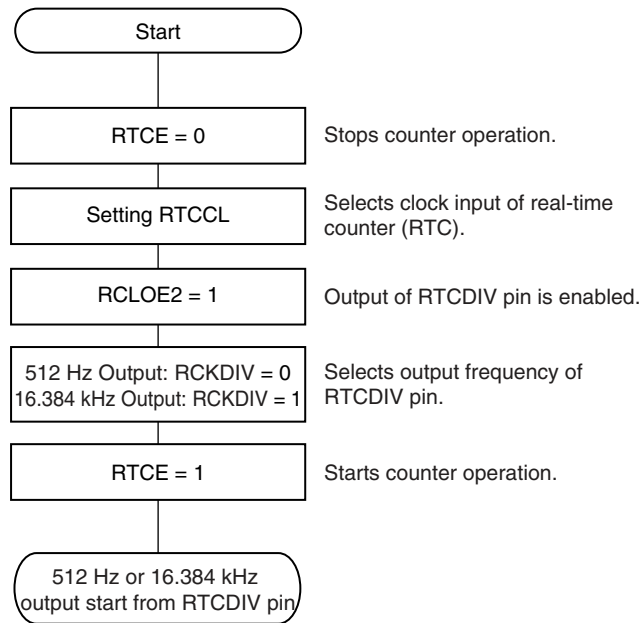 Start
RTCE = 0
Stops counter operation.
Setting RTCCL
Selects clock input of real-time
counter (RTC).
RCLOE2 = 1
Output of RTCDIV pin is enabled.
512 Hz Output: RCKDIV = 0
16.384 kHz Output: RCKDIV = 1
Selects output frequency of
RTCDIV pin.
RTCE = 1
Starts counter operation.
512 Hz or 16.384 kHz
output start from RTCDIV pin